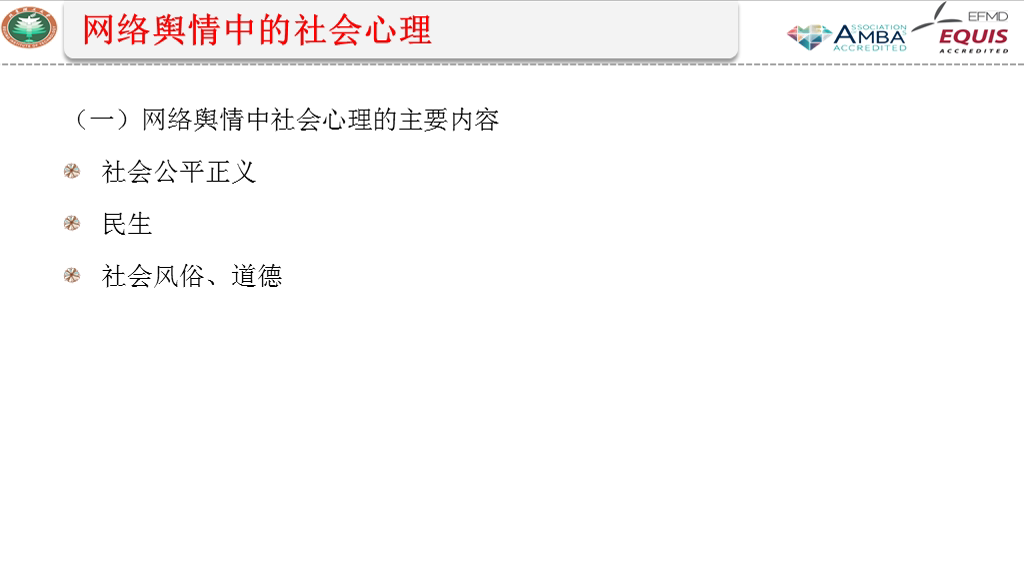 网络舆情中的社会心理
ASSOCIATION
AMBA
ACCREDITED
EFMD
EQUIS
ACCREDITED
（一）网络舆情中社会心理的主要内容
社会公平正义
民生
社会风俗、道德